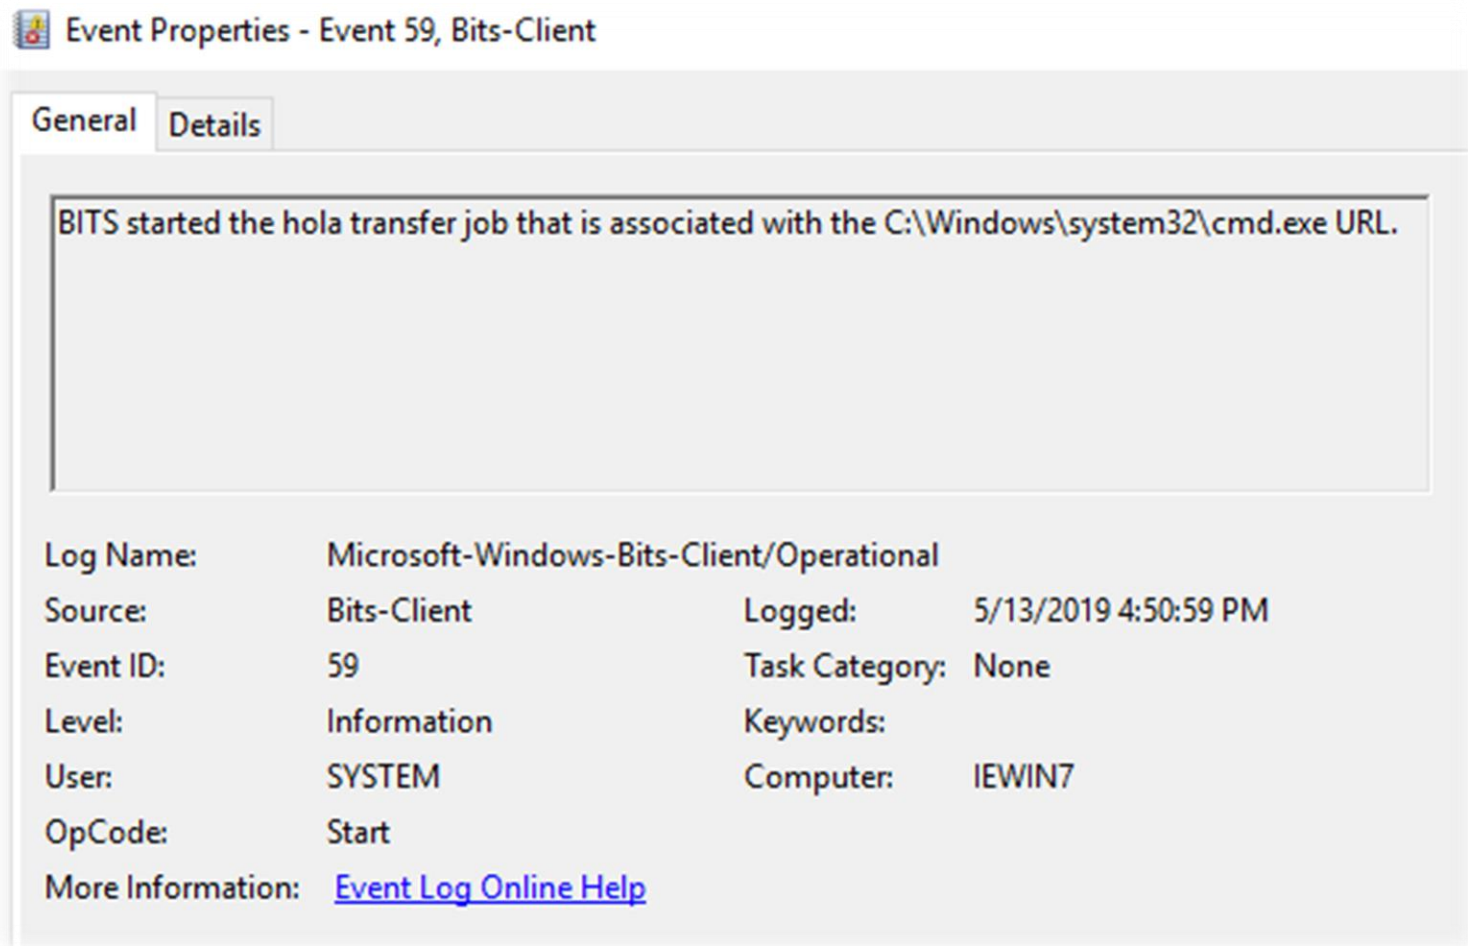 Event Properties - Event 59, Bits-Client
General Details
BITS started the hola transfer job that is associated with the C:\Windows\system32\cmd.exe URL.
Log Name: Microsoft-Windows-Bits-Client/Operational
Source: Bits-Client Logged: 5/13/2019 4:50:59 PM
Event ID: 59 Task Category: None
Level: Information Keywords:
User: SYSTEM Computer: IEWIN7
OpCode: Start
More Information: Event Log Online Help